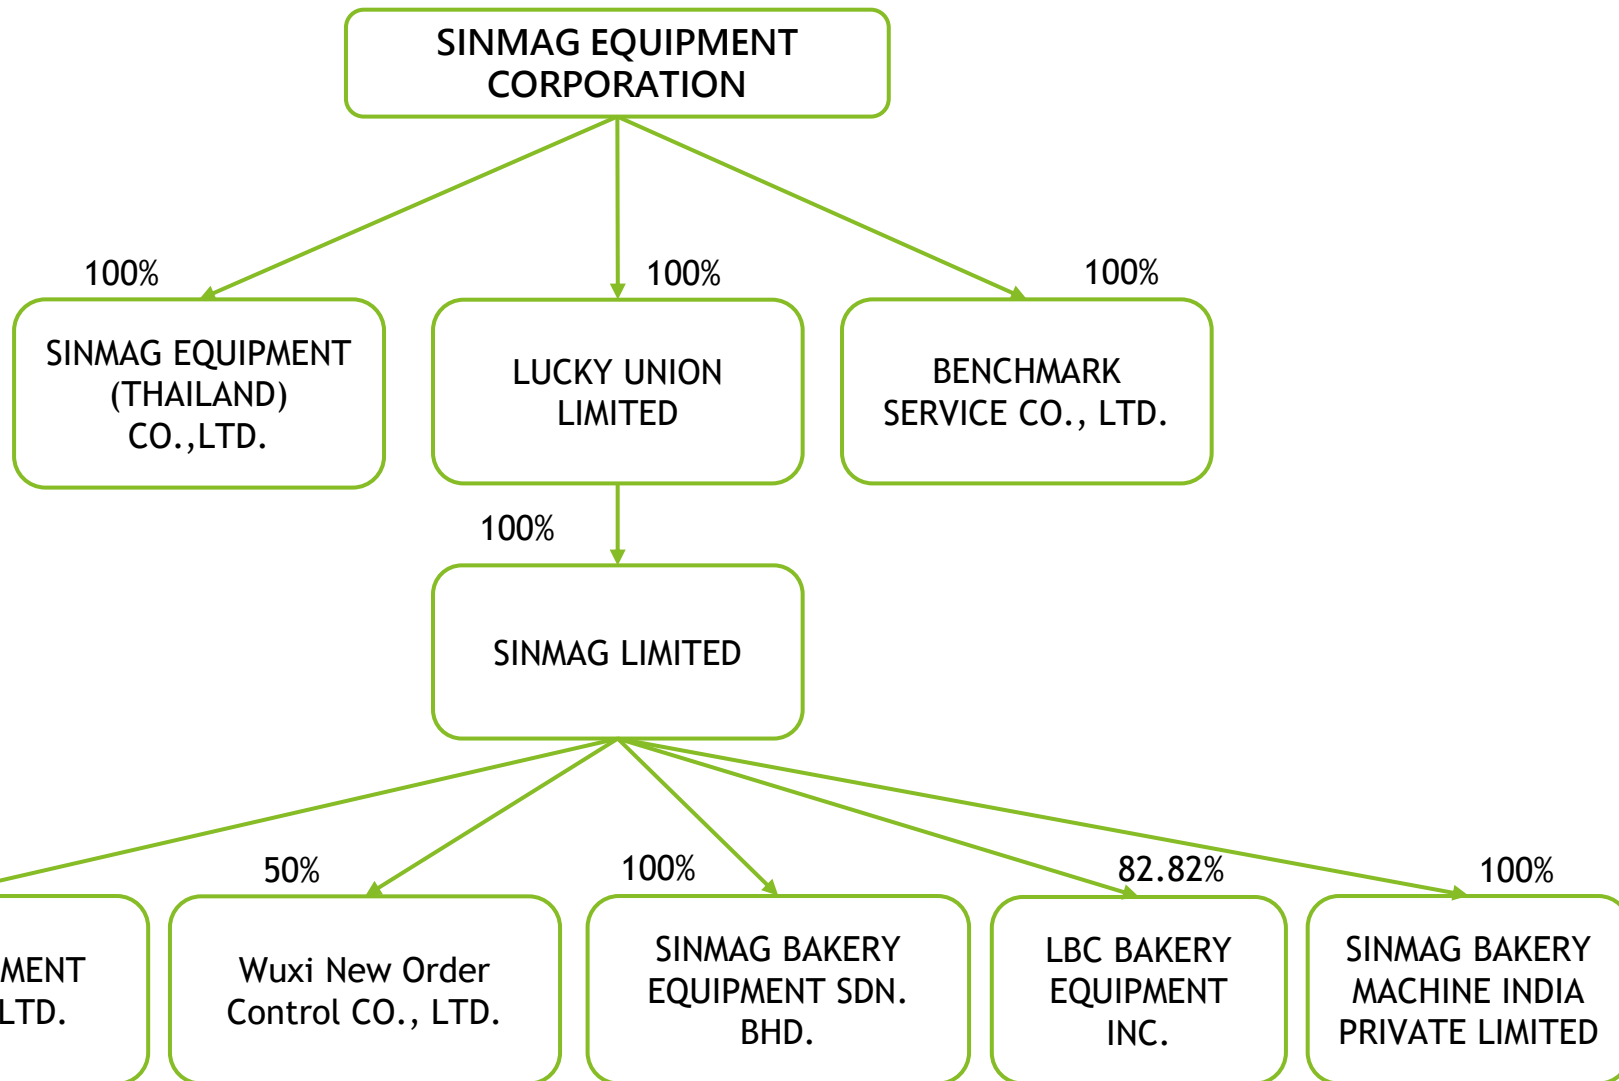 SINMAG EQUIPMENT
CORPORATION
100%
100%
100%
SINMAG EQUIPMENT
(THAILAND)
CO.,LTD.
LUCKY UNION
LIMITED
BENCHMARK
SERVICE CO., LTD.
100%
SINMAG LIMITED
50%
100%
82.82%
100%
MENT
LTD.
Wuxi New Order
Control CO., LTD.
SINMAG BAKERY
EQUIPMENT SDN.
BHD.
LBC BAKERY
EQUIPMENT
INC.
SINMAG BAKERY
MACHINE INDIA
PRIVATE LIMITED